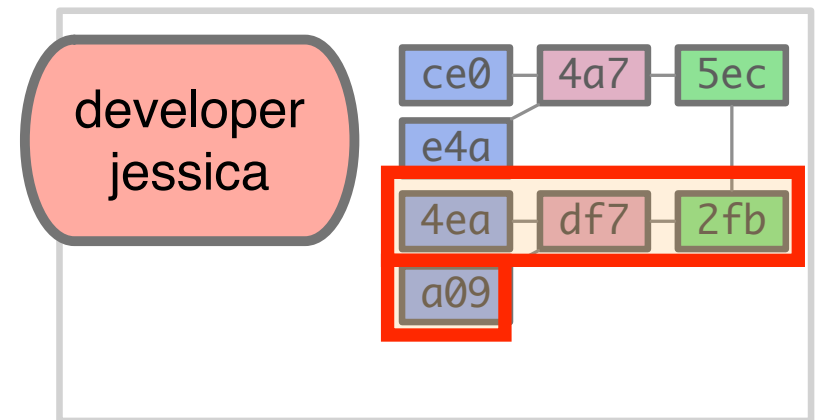 developer
jessica
ce0 4a7 5ec
e4a
4ea df7 2fb
a09